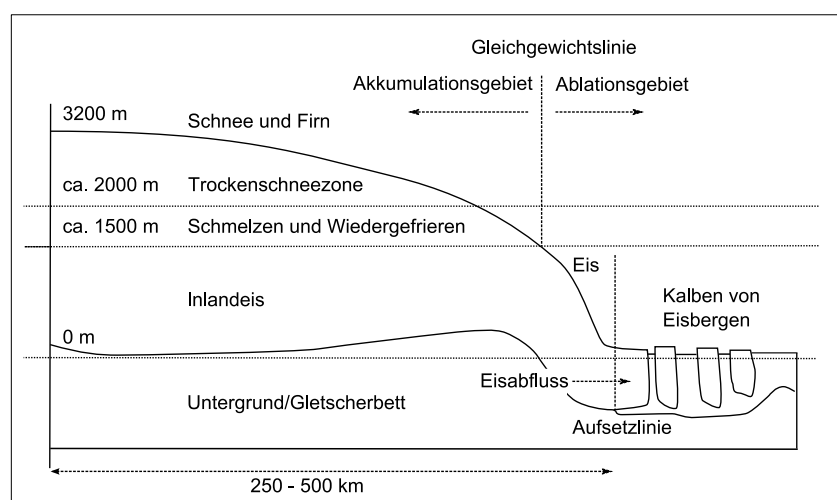 Gleichgewichtslinie
Akkumulationsgebiet
Ablationsgebiet
3200 m
Schnee und Firn
ca. 2000 m
Trockenschneezone
ca. 1500 m
Schmelzen und Wiedergefrieren
Eis
Inlandeis
Kalben von
Eisbergen
0 m
Eisabfluss
Untergrund/Gletscherbett
Aufsetzlinie
250 - 500 km